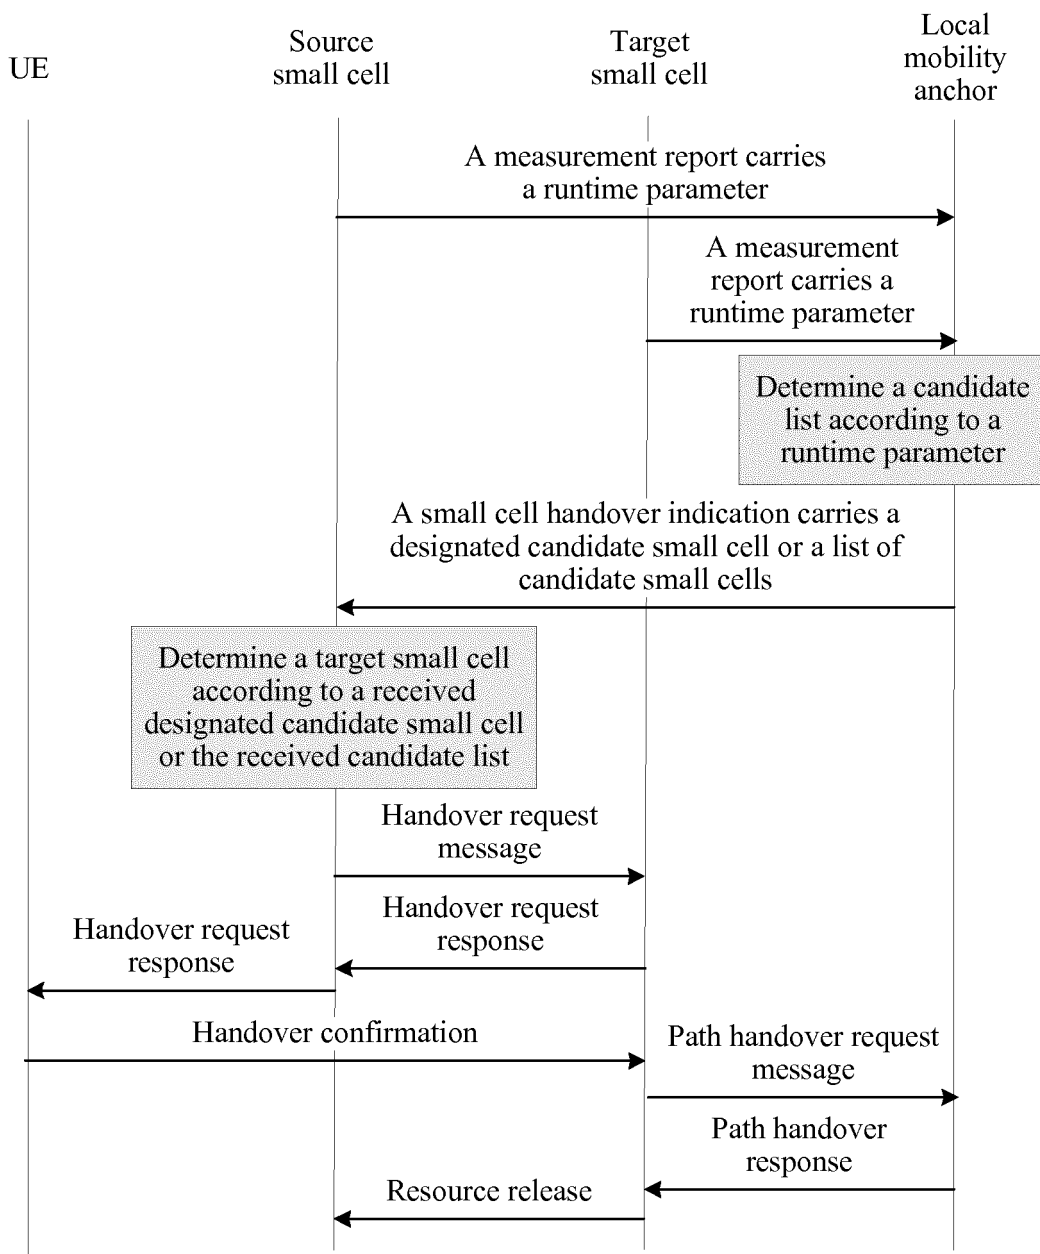 UE
Source
small cell
Target
small cell
Local
mobility
anchor
A measurement report carries
a runtime parameter
A measurement
report carries a
runtime parameter
Determine a candidate
list according to a
runtime parameter
A small cell handover indication carries a
designated candidate small cell or a list of
candidate small cells
Determine a target small cell
according to a received
designated candidate small cell
or the received candidate list
Handover request
message
Handover request
response
Handover request
response
Handover confirmation
Path handover request
message
Path handover
response
Resource release